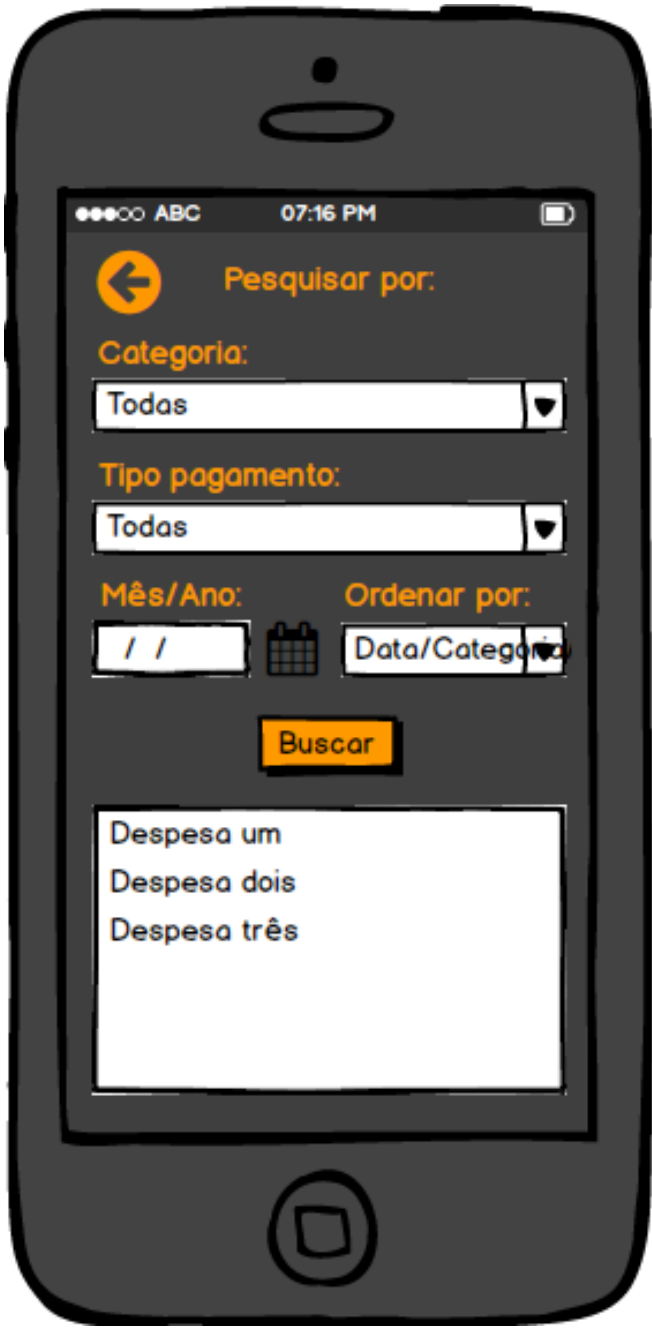 ABC 07:16 PM
Pesquisar por:
Categoria:
Todas
Tipo pagamento:
Todas
Mês/Ano: Ordenar por:
/ / Data/Categoria
Buscar
Despesa um
Despesa dois
Despesa três